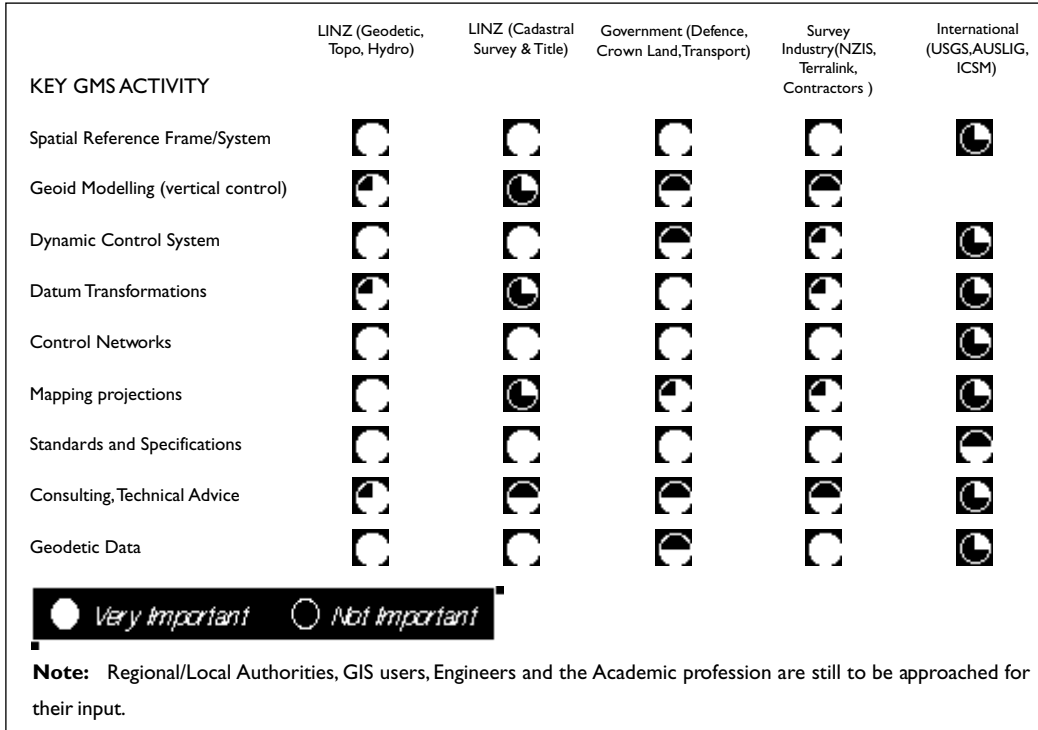 LINZ (Geodetic, Topo, Hydro)
LINZ (Cadastral Survey & Title)
Government (Defence, Crown Land,Transport)
Survey Industry(NZIS, Terralink, Contractors )
International (USGS,AUSLIG, ICSM)
KEY GMS ACTIVITY
Spatial Reference Frame/System
Geoid Modelling (vertical control)
Dynamic Control System
Datum Transformations
Control Networks
Mapping projections
Standards and Specifications
Consulting, Technical Advice
Geodetic Data
Very Important Not Important
Note: Regional/Local Authorities, GIS users, Engineers and the Academic profession are still to be approached for
their input.